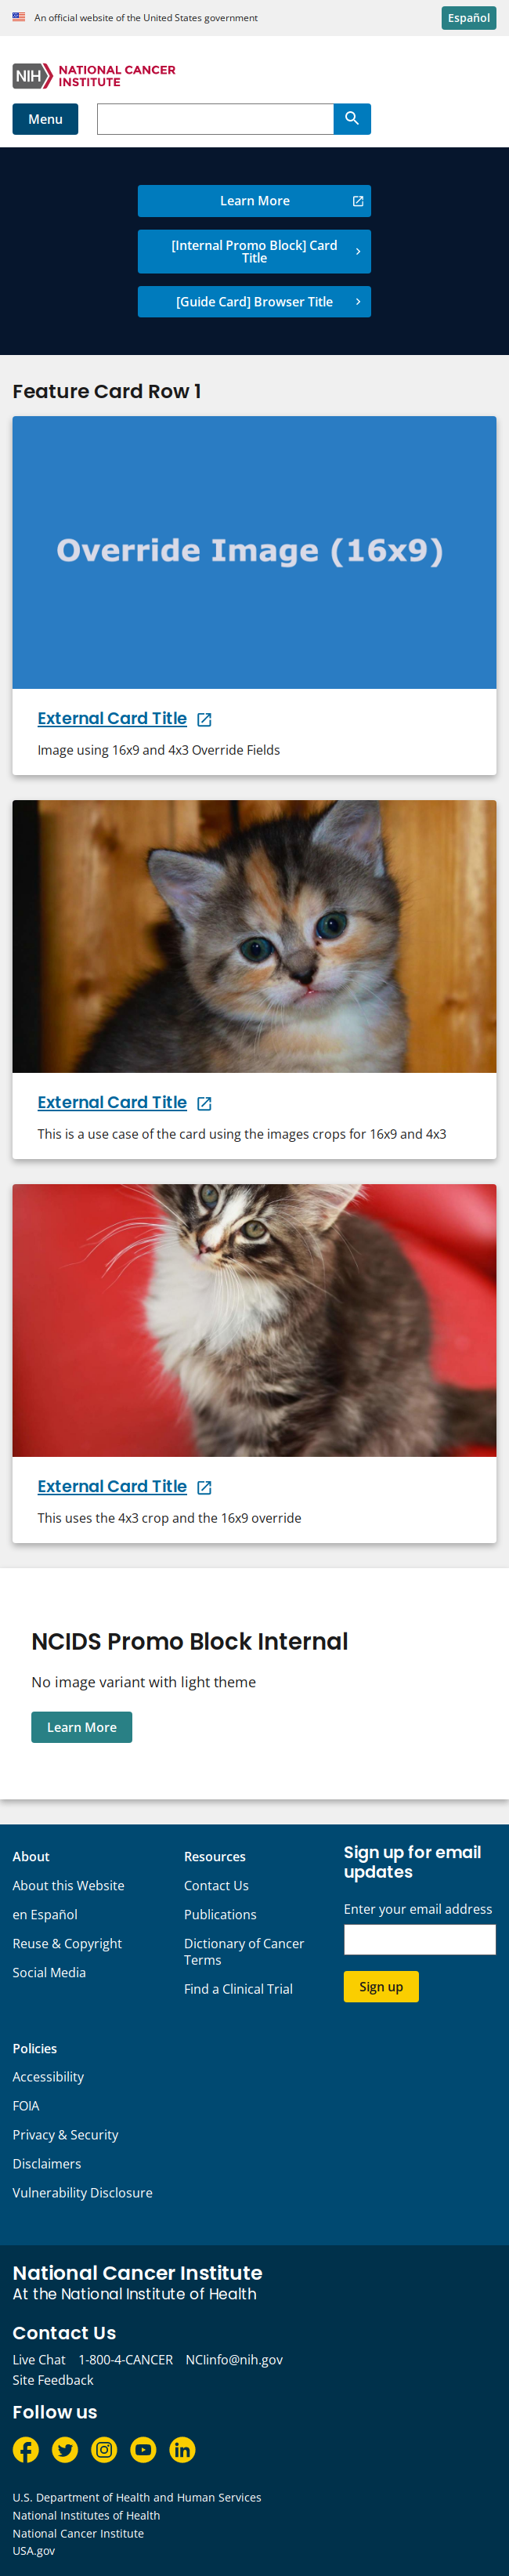 An official website of the United States government
Español
NIH NATIONAL CANCER
INSTITUTE
Menu
Learn More
[Internal Promo Block] Card
Title
[Guide Card] Browser Title
Feature Card Row 1
Override Image (16x9)
External Card Title
Image using 16x9 and 4x3 Override Fields
External Card Title
This is a use case of the card using the images crops for 16x9 and 4x3
External Card Title
This uses the 4x3 crop and the 16x9 override
NCIDS Promo Block Internal
No image variant with light theme
Learn More
About
About this Website
en Español
Reuse & Copyright
Social Media
Resources
Contact Us
Publications
Dictionary of Cancer
Terms
Find a Clinical Trial
Sign up for email
updates
Enter your email address
Sign up
Policies
Accessibility
FOIA
Privacy & Security
Disclaimers
Vulnerability Disclosure
National Cancer Institute
At the National Institute of Health
Contact Us
Live Chat 1-800-4-CANCER NCIinfo@nih.gov
Site Feedback
Follow us
U.S. Department of Health and Human Services
National Institutes of Health
National Cancer Institute
USA.gov